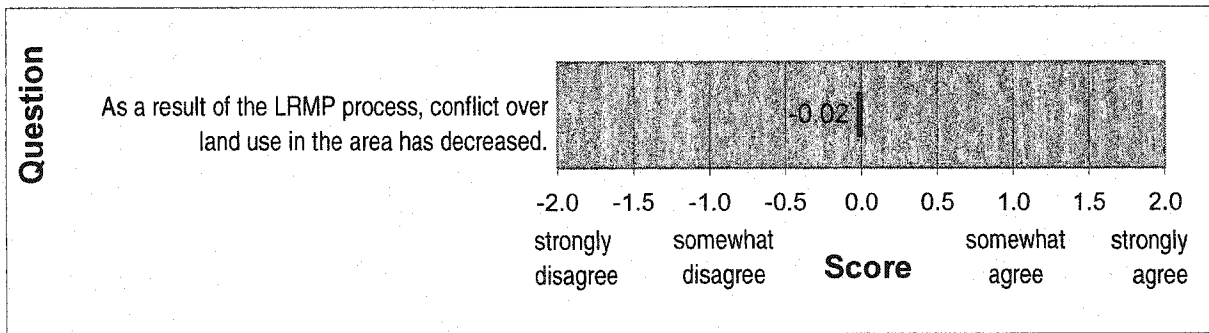 Question
As a result of the LRMP process, conflict over
land use in the area has decreased.
-0.02
-2.0 -1.5 -1.0 -0.5 0.0 0.5 1.0 1.5 2.0
strongly disagree
somewhat disagree
Score
somewhat agree
strongly agree